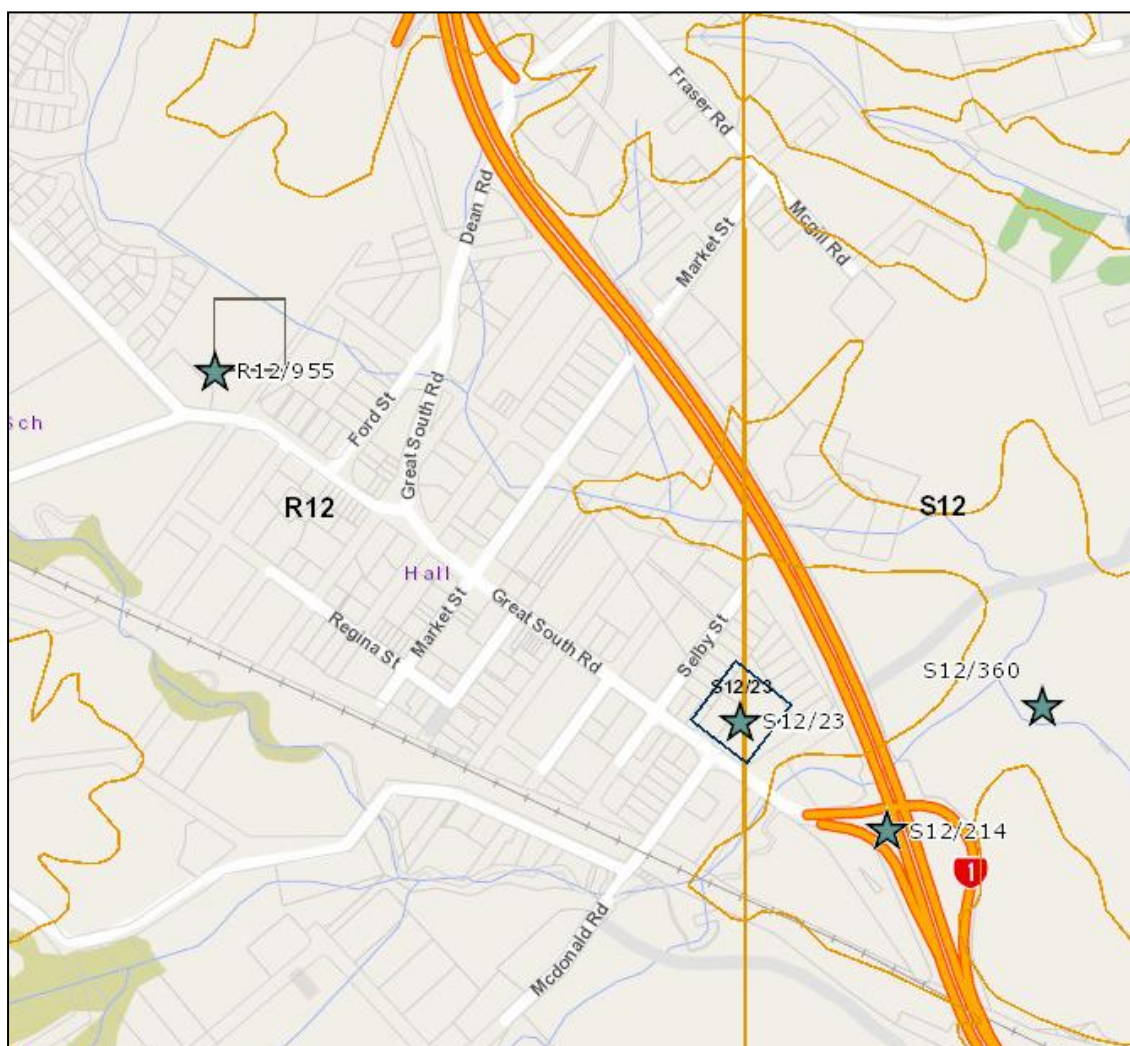 Fraser Rd
Dean Rd
Mcgill Rd
Market St
R12/955
Ford St
Great South Rd
Sch
R12
S12
Hall
Great South Rd
Market St
Regina St
Selby St
S12/360
S12/23
S12/23
S12/214
1
Mcdonald Rd